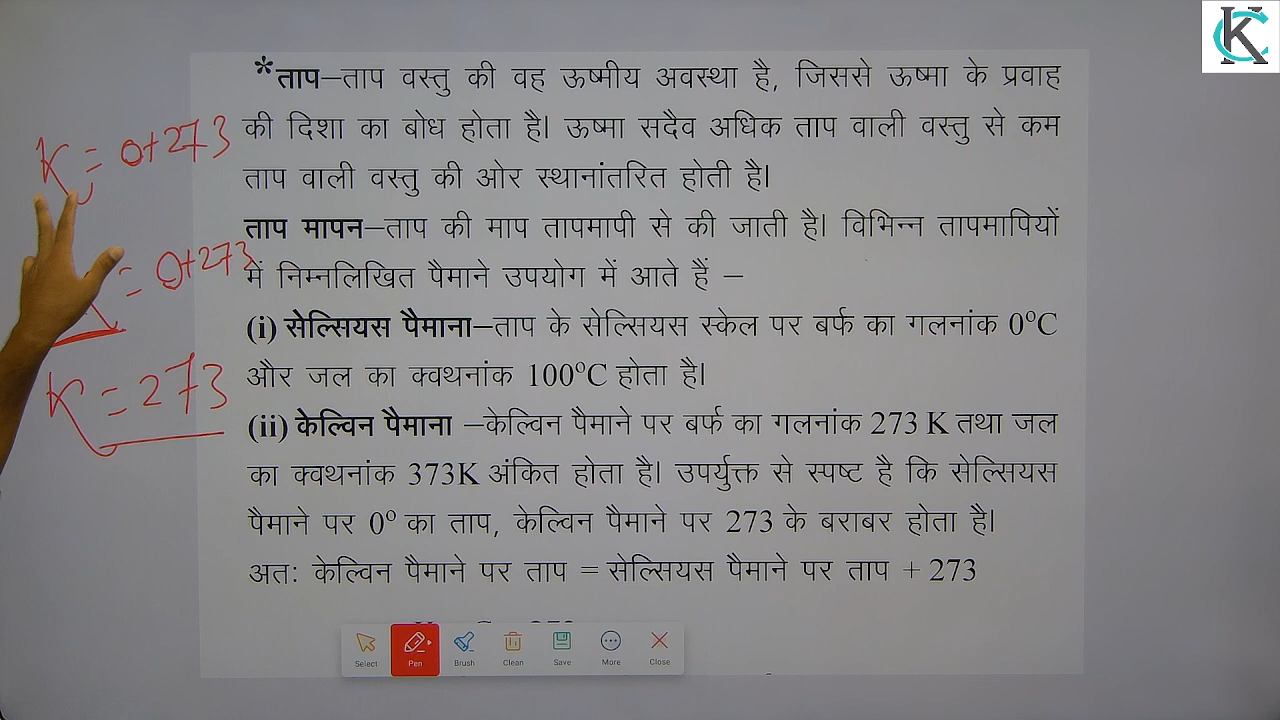 *ताप–ताप वस्तु की वह ऊष्मीय अवस्था है, जिससे ऊष्मा के प्रवाह
की दिशा का बोध होता है। ऊष्मा सदैव अधिक ताप वाली वस्तु से कम
ताप वाली वस्तु की ओर स्थानांतरित होती है।
ताप मापन–ताप की माप तापमापी से की जाती है। विभिन्न तापमापियों
में निम्नलिखित पैमाने उपयोग में आते हैं –
(i) सेल्सियस पैमाना–ताप के सेल्सियस स्केल पर बर्फ का गलनांक 0°C
और जल का क्वथनांक 100°C होता है।
(ii) केल्विन पैमाना –केल्विन पैमाने पर बर्फ का गलनांक 273 K तथा जल
का क्वथनांक 373K अंकित होता है। उपर्युक्त से स्पष्ट है कि सेल्सियस
पैमाने पर 0° का ताप, केल्विन पैमाने पर 273 के बराबर होता है।
अत: केल्विन पैमाने पर ताप = सेल्सियस पैमाने पर ताप + 273
K = 0+273
= 0+273
K = 273
Select Pen Brush Clean Save More Close
KC